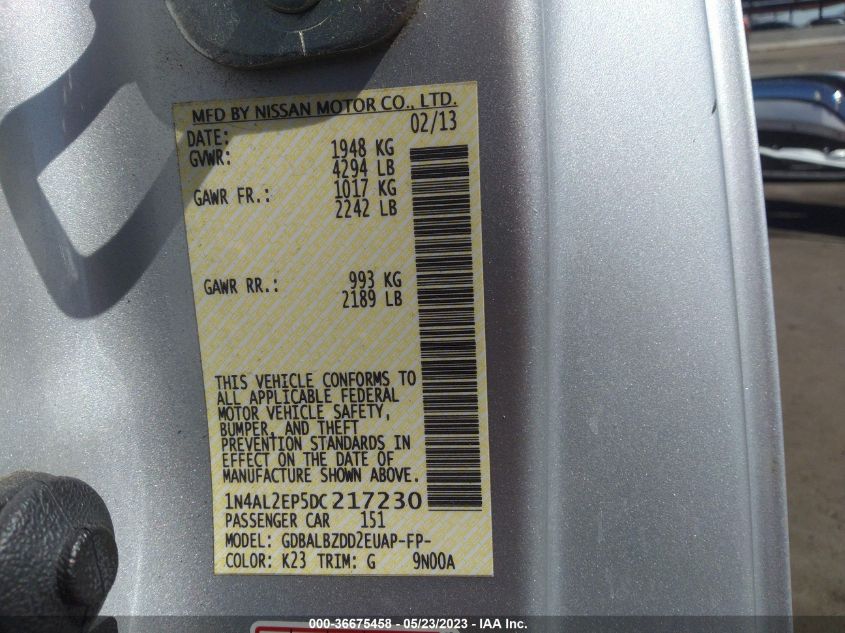 MFD BY NISSAN MOTOR CO., LTD.
DATE: 02/13
GVWR: 1948 KG
4294 LB
GAWR FR.: 1017 KG
2242 LB
GAWR RR.: 993 KG
2189 LB
THIS VEHICLE CONFORMS TO
ALL APPLICABLE FEDERAL
MOTOR VEHICLE SAFETY,
BUMPER, AND THEFT
PREVENTION STANDARDS IN
EFFECT ON THE DATE OF
MANUFACTURE SHOWN ABOVE.
1N4AL2EP5DC217230
PASSENGER CAR 151
MODEL: GDBALBZDD2EUAP-FP-
COLOR: K23 TRIM: G 9N00A
000-36675458 - 05/23/2023 - IAA Inc.